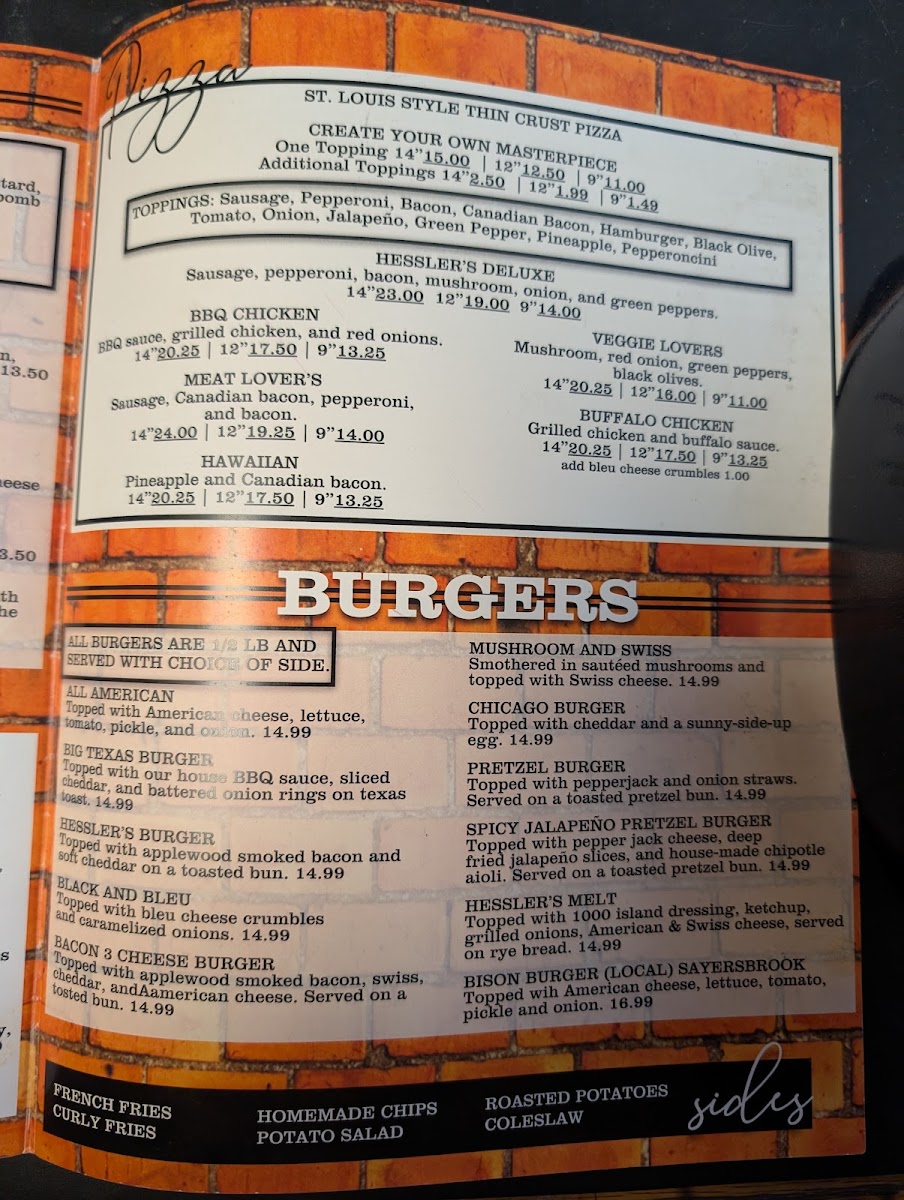 tard,
bomb
n,
13.50
heese
3.50
th
he
s
y,
Pizza
ST. LOUIS STYLE THIN CRUST PIZZA
CREATE YOUR OWN MASTERPIECE
One Topping 14"15.00 | 12"12.50 | 9"11.00
Additional Toppings 14"2.50 | 12"1.99 | 9"1.49
TOPPINGS: Sausage, Pepperoni, Bacon, Canadian Bacon, Hamburger, Black Olive,
Tomato, Onion, Jalapeño, Green Pepper, Pineapple, Pepperoncini
HESSLER'S DELUXE
Sausage, pepperoni, bacon, mushroom, onion, and green peppers.
14"23.00 12"19.00 9"14.00
BBQ CHICKEN
BBQ sauce, grilled chicken, and red onions.
14"20.25 | 12"17.50 | 9"13.25
MEAT LOVER'S
Sausage, Canadian bacon, pepperoni,
and bacon.
14"24.00 | 12"19.25 | 9"14.00
HAWAIIAN
Pineapple and Canadian bacon.
14"20.25 | 12"17.50 | 9"13.25
VEGGIE LOVERS
Mushroom, red onion, green peppers,
black olives.
14"20.25 | 12"16.00 | 9"11.00
BUFFALO CHICKEN
Grilled chicken and buffalo sauce.
14"20.25 | 12"17.50 | 9"13.25
add bleu cheese crumbles 1.00
BURGERS
ALL BURGERS ARE 1/2 LB AND
SERVED WITH CHOICE OF SIDE.
ALL AMERICAN
Topped with American cheese, lettuce,
tomato, pickle, and onion. 14.99
BIG TEXAS BURGER
Topped with our house BBQ sauce, sliced
cheddar, and battered onion rings on texas
toast. 14.99
HESSLER'S BURGER
Topped with applewood smoked bacon and
soft cheddar on a toasted bun. 14.99
BLACK AND BLEU
Topped with bleu cheese crumbles
and caramelized onions. 14.99
BACON 3 CHEESE BURGER
Topped with applewood smoked bacon, swiss,
cheddar, andAamerican cheese. Served on a
tosted bun. 14.99
MUSHROOM AND SWISS
Smothered in sautéed mushrooms and
topped with Swiss cheese. 14.99
CHICAGO BURGER
Topped with cheddar and a sunny-side-up
egg. 14.99
PRETZEL BURGER
Topped with pepperjack and onion straws.
Served on a toasted pretzel bun. 14.99
SPICY JALAPEÑO PRETZEL BURGER
Topped with pepper jack cheese, deep
fried jalapeño slices, and house-made chipotle
aioli. Served on a toasted pretzel bun. 14.99
HESSLER'S MELT
Topped with 1000 island dressing, ketchup,
grilled onions, American & Swiss cheese, served
on rye bread. 14.99
BISON BURGER (LOCAL) SAYERSBROOK
Topped wih American cheese, lettuce, tomato,
pickle and onion. 16.99
FRENCH FRIES
CURLY FRIES
HOMEMADE CHIPS
POTATO SALAD
ROASTED POTATOES
COLESLAW
sides